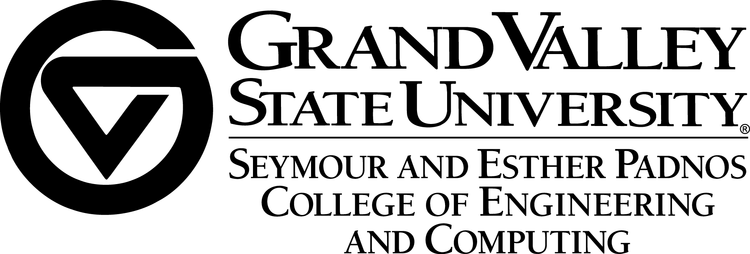 GRAND VALLEY
STATE UNIVERSITY®
SEYMOUR AND ESTHER PADNOS
COLLEGE OF ENGINEERING
AND COMPUTING